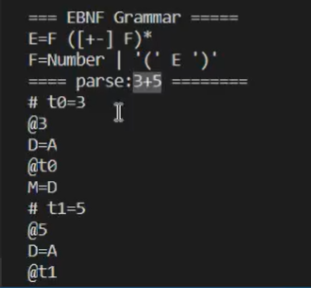 === EBNF Grammar =====
E=F ([+-] F)*
F=Number | '(' E ')'
==== parse:3+5 ========
# t0=3
@3
D=A
@t0
M=D
# t1=5
@5
D=A
@t1